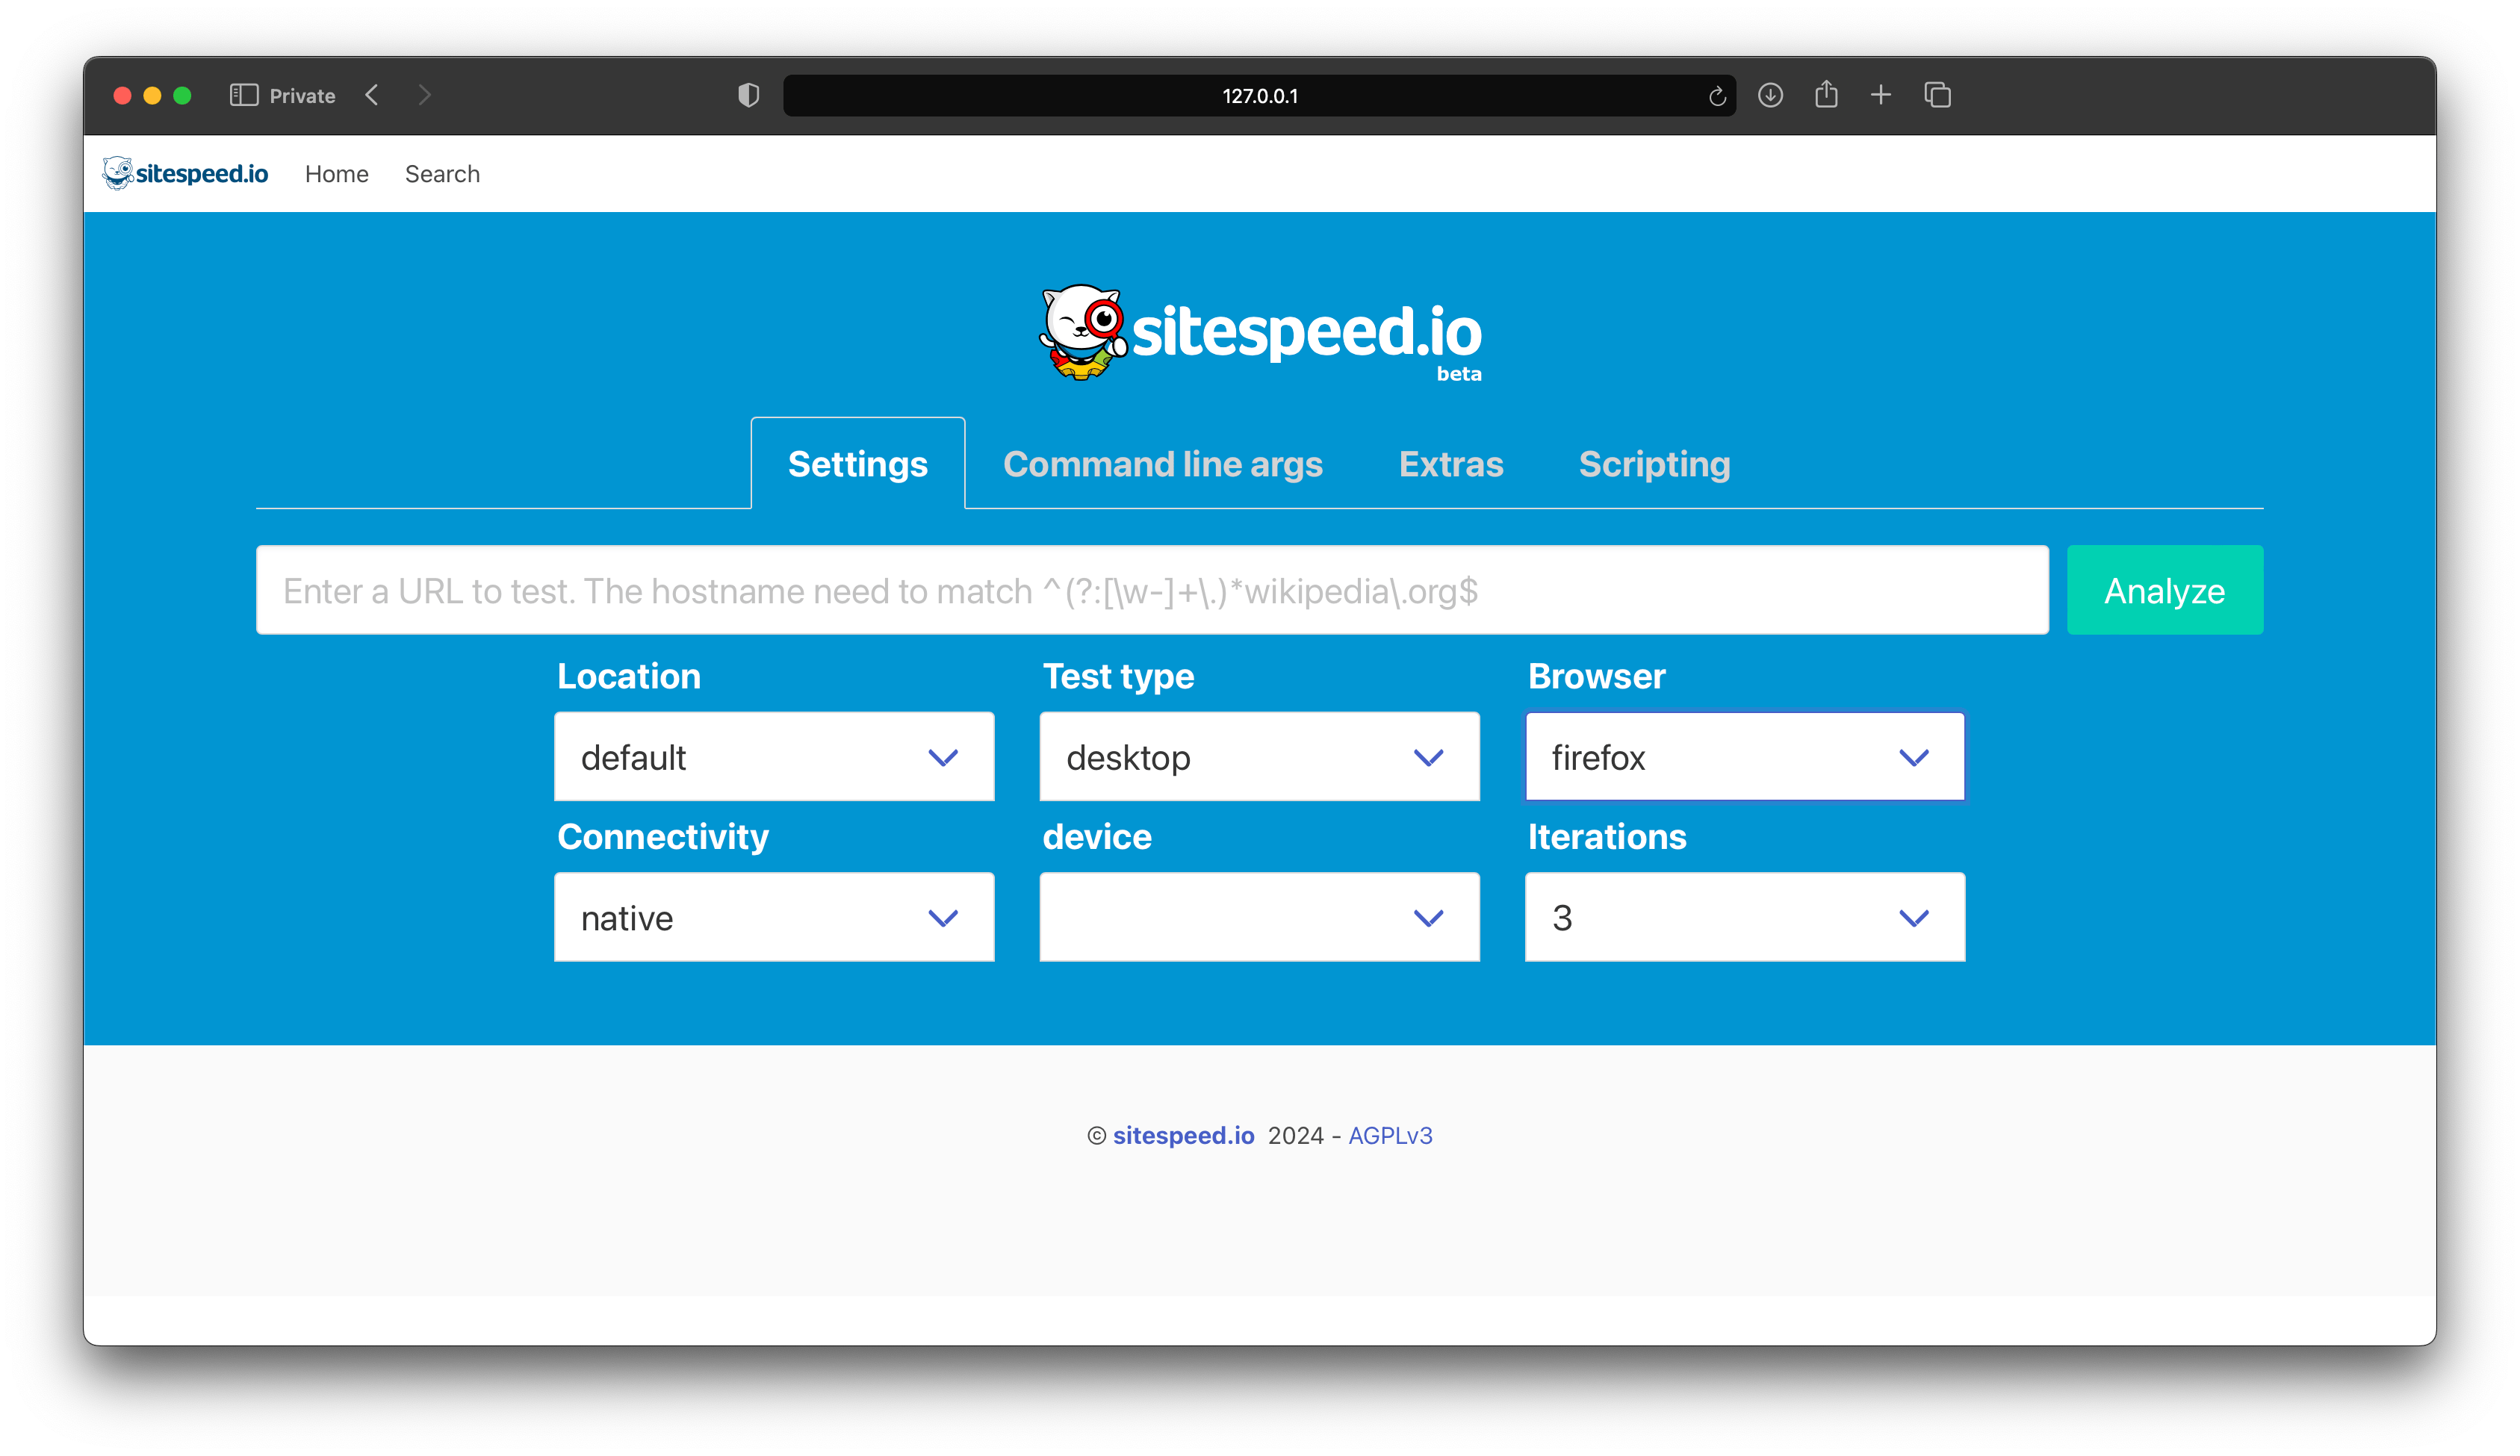 Private
127.0.0.1
sitespeed.io Home Search
sitespeed.io
beta
Settings Command line args Extras Scripting
Enter a URL to test. The hostname need to match ^(?:[\w-]+\.)*wikipedia\.org$ Analyze
Location Test type Browser
default desktop firefox
Connectivity device Iterations
native 3
© sitespeed.io 2024 - AGPLv3